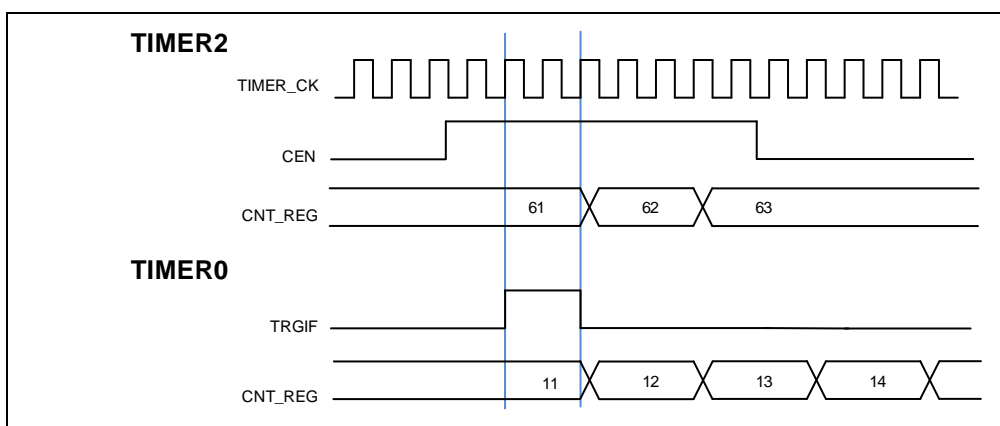 TIMER2
TIMER_CK
CEN
CNT_REG 61 62 63
TIMER0
TRGIF
CNT_REG 11 12 13 14